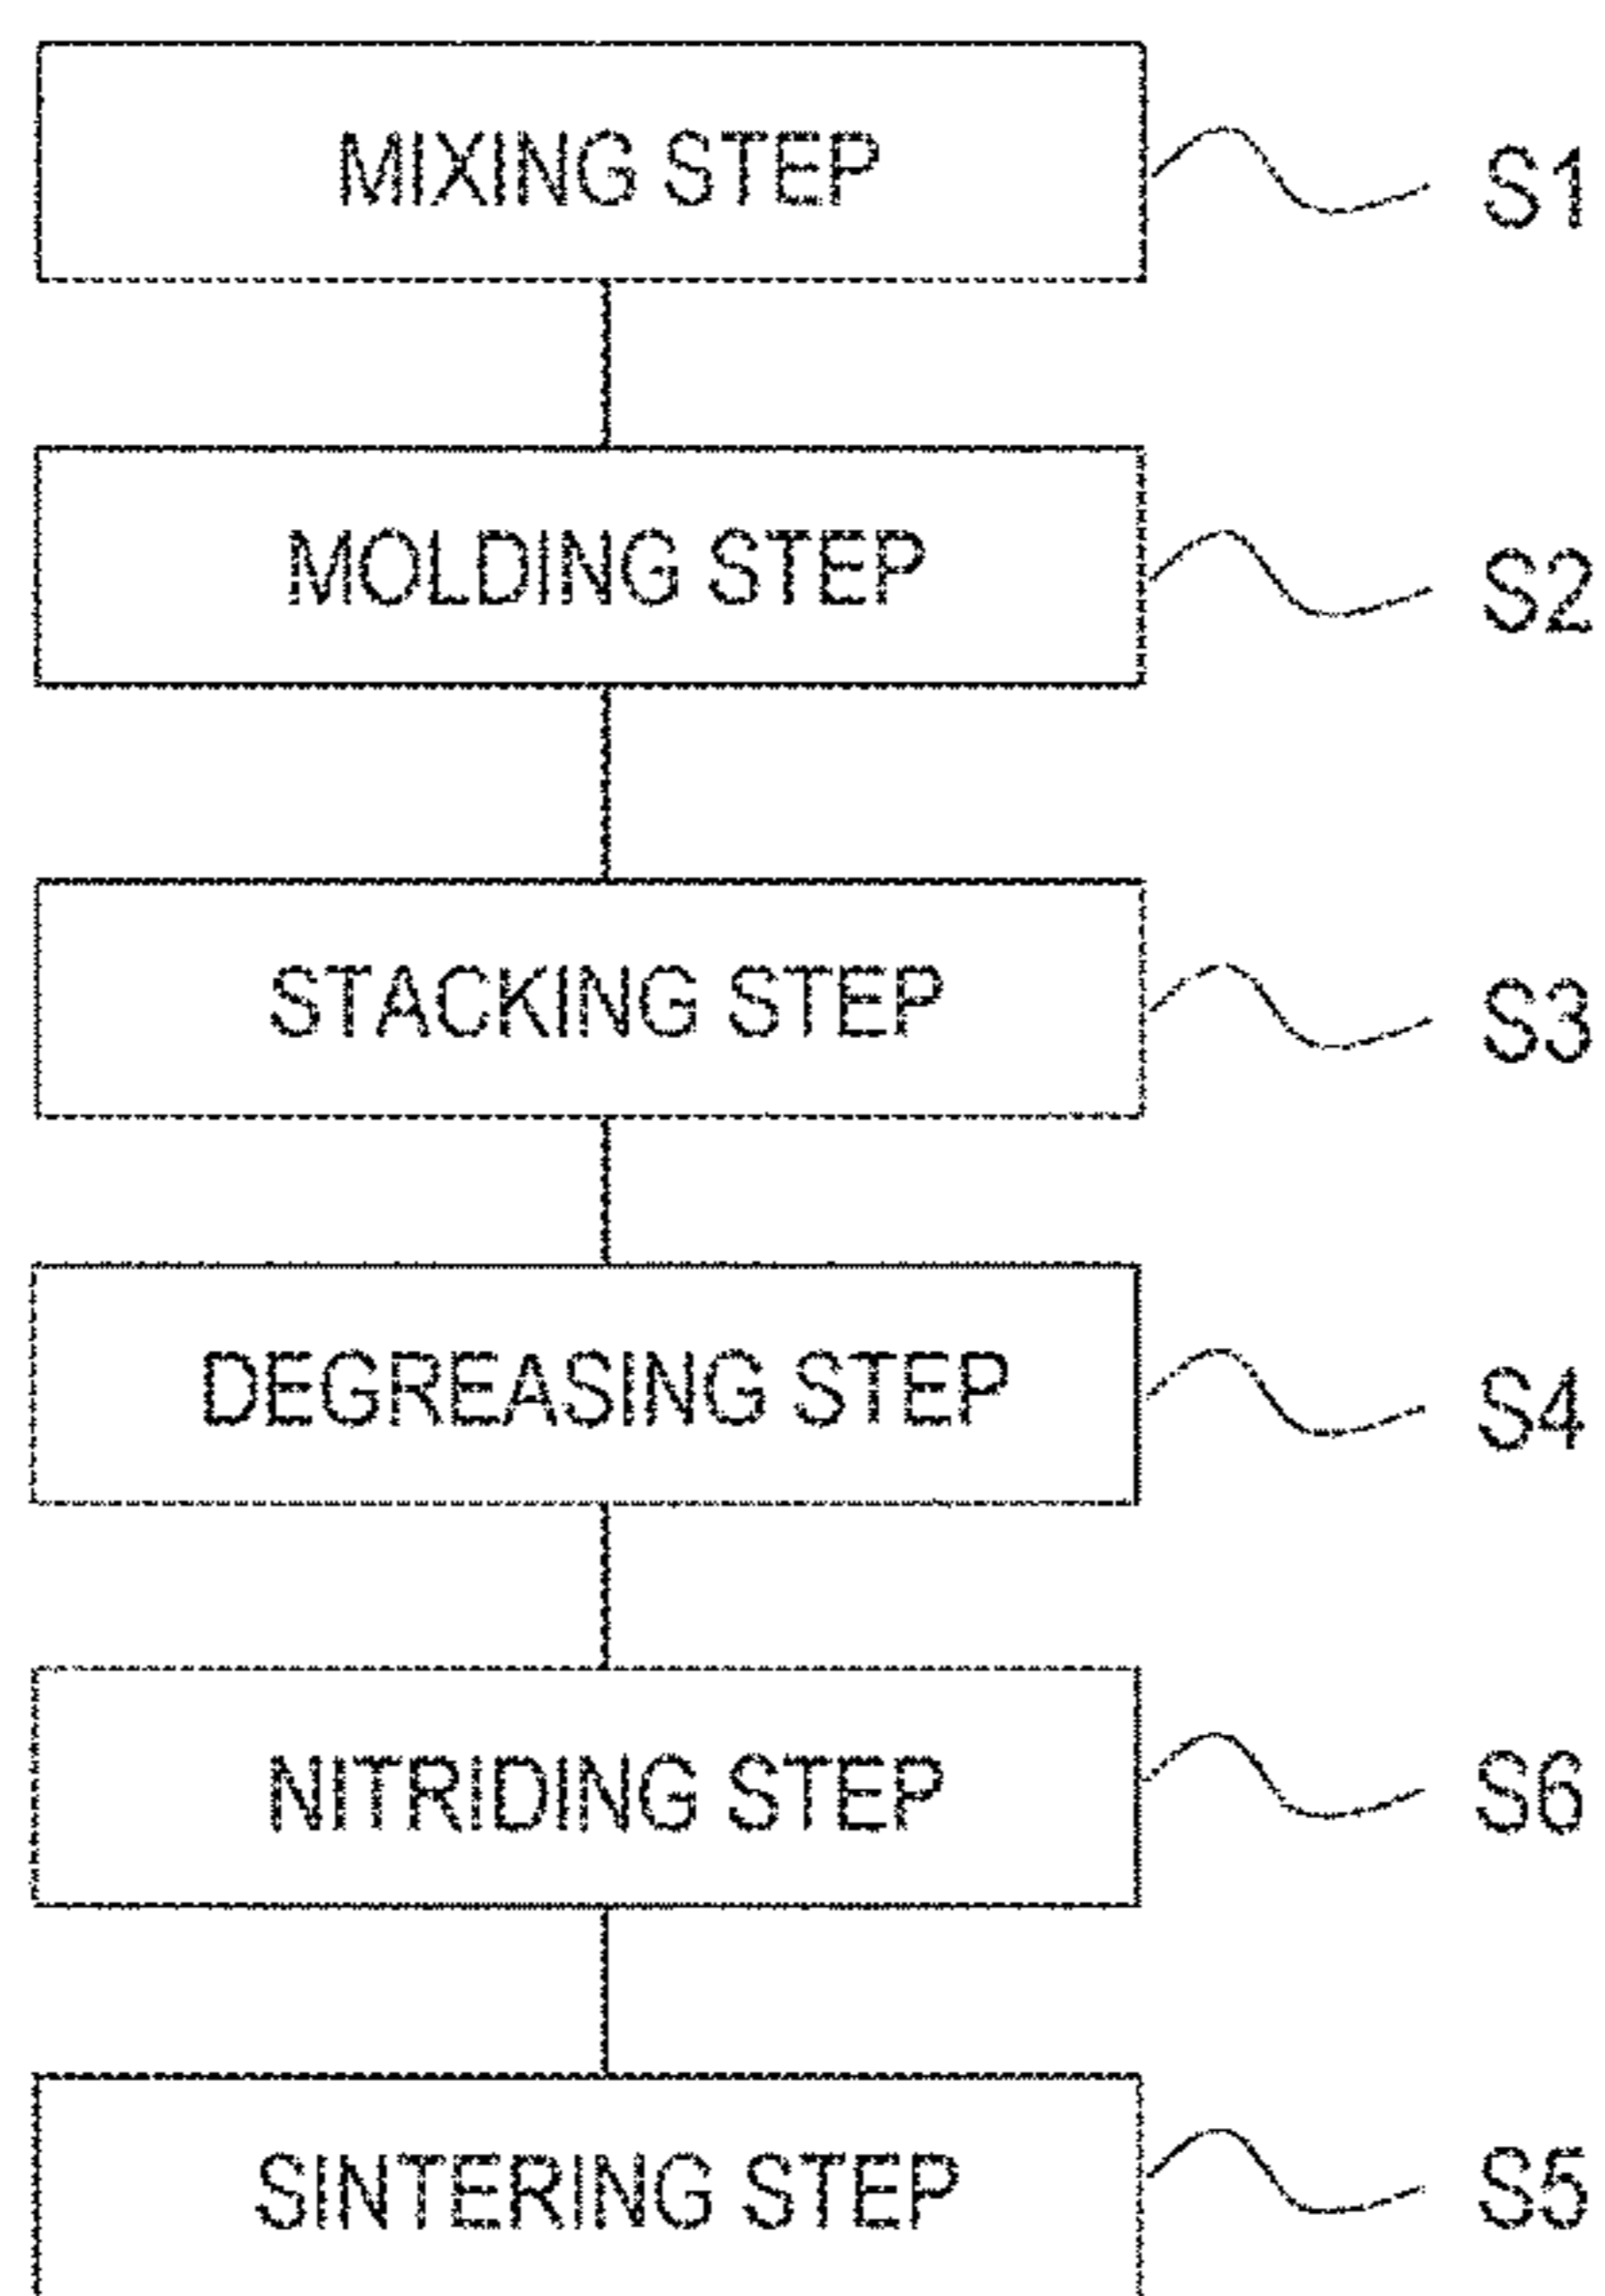 MIXING STEP S1
MOLDING STEP S2
STACKING STEP S3
DEGREASING STEP S4
NITRIDING STEP S6
SINTERING STEP S5